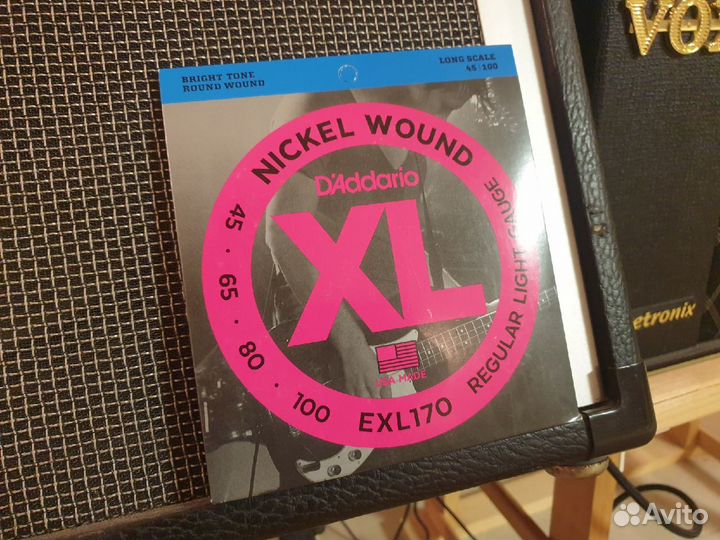 BRIGHT TONE
ROUND WOUND
LONG SCALE
45 | 100
NICKEL WOUND
D'Addario
XL
USA MADE
45 · 65 · 80 · 100
EXL170
REGULAR LIGHT GAUGE
VOX
etronix
Avito